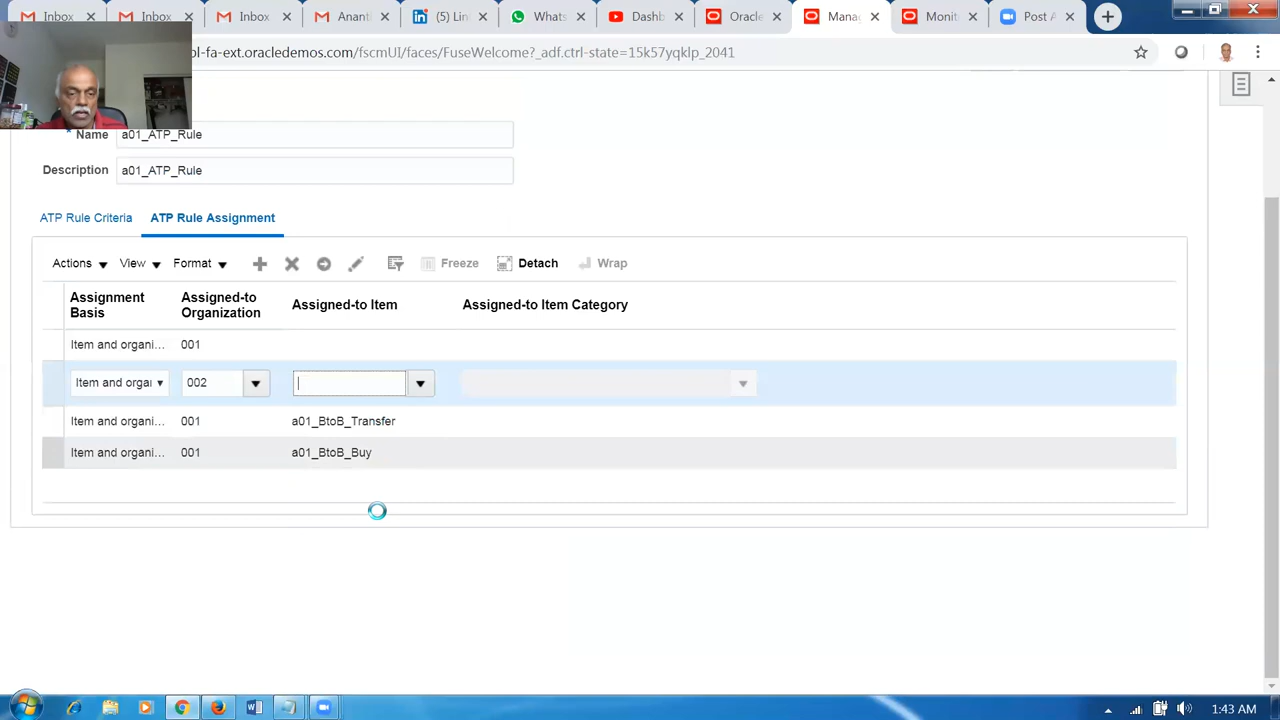 Inbox
Inbox
Inbox
Anant
(5) Lin
What
Dashb
Oracl
Mana
Moni
Post A
ol-fa-ext.oracledemos.com/fscmUI/faces/FuseWelcome?_adf.ctrl-state=15k57yqklp_2041
* Name a01_ATP_Rule
Description a01_ATP_Rule
ATP Rule Criteria ATP Rule Assignment
Actions View Format Freeze Detach Wrap
Assignment Basis
Assigned-to Organization
Assigned-to Item
Assigned-to Item Category
Item and organi... 001
Item and orga 002
Item and organi... 001 a01_BtoB_Transfer
Item and organi... 001 a01_BtoB_Buy
1:43 AM